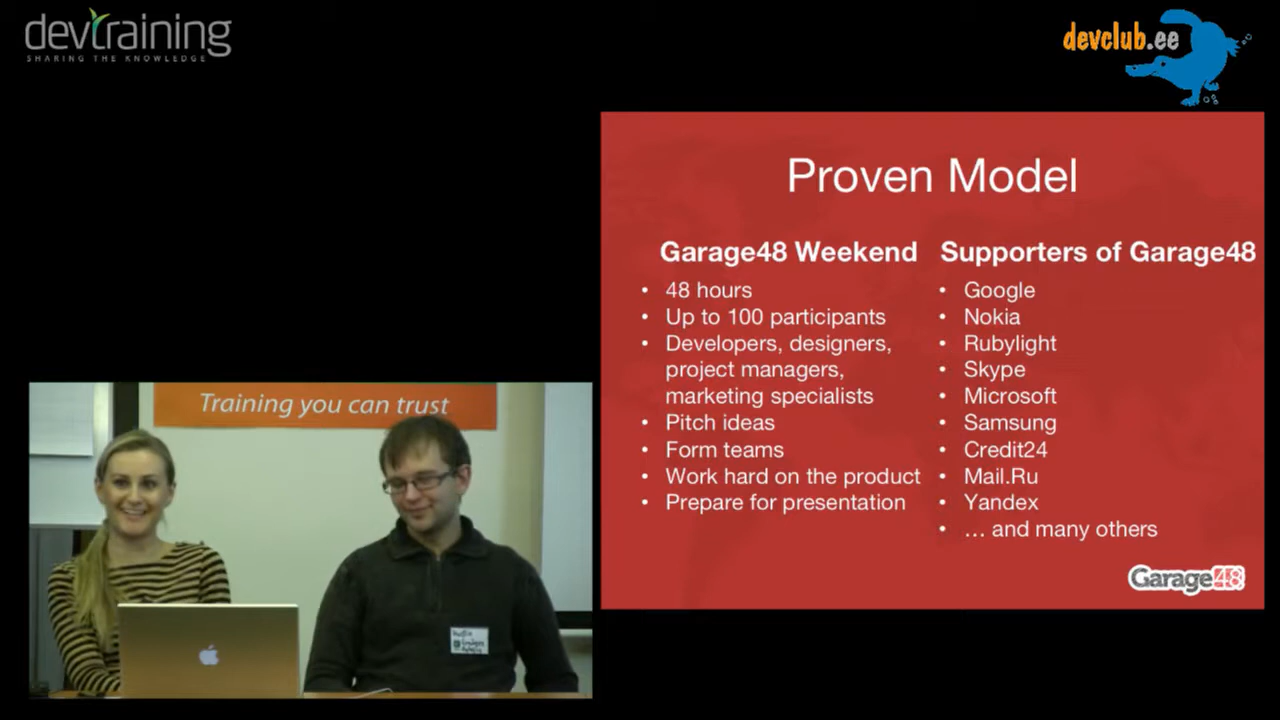 devtraining
SHARING THE KNOWLEDGE
devclub.ee
Proven Model
Garage48 Weekend
• 48 hours
• Up to 100 participants
• Developers, designers,
project managers,
marketing specialists
• Pitch ideas
• Form teams
• Work hard on the product
• Prepare for presentation
Supporters of Garage48
• Google
• Nokia
• Rubylight
• Skype
• Microsoft
• Samsung
• Credit24
• Mail.Ru
• Yandex
• … and many others
Garage48
Training you can trust